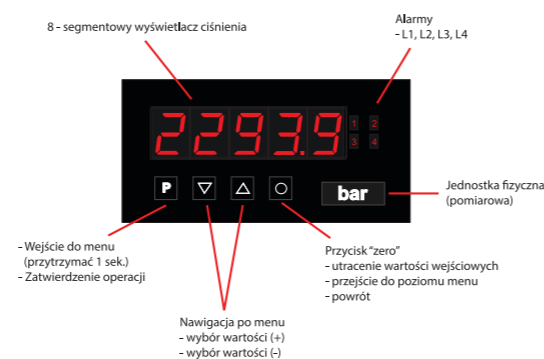 8 - segmentowy wyświetlacz ciśnienia
Alarmy
- L1, L2, L3, L4
2293.9
1 2
3 4
P
bar
Jednostka fizyczna
(pomiarowa)
- Wejście do menu
(przytrzymać 1 sek.)
- Zatwierdzenie operacji
Przycisk "zero"
- utracenie wartości wejściowych
- przejście do poziomu menu
- powrót
Nawigacja po menu
- wybór wartości (+)
- wybór wartości (-)